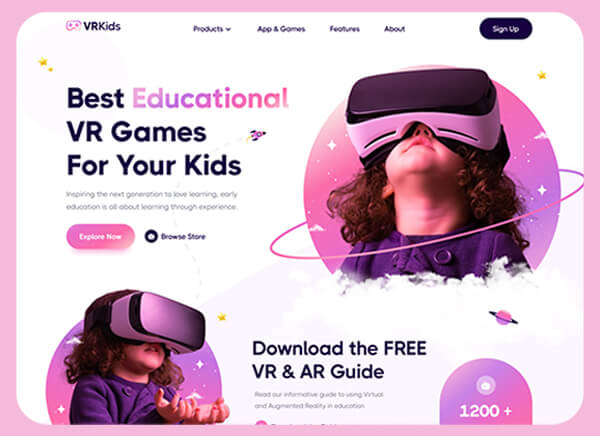 VRKids
Products
App & Games
Features
About
Sign Up
Best Educational
VR Games
For Your Kids
Inspiring the next generation to love learning, early
education is all about learning through experience.
Explore Now
Browse Store
Download the FREE
VR & AR Guide
Read our informative guide to using Virtual
and Augmented Reality in education
1200 +